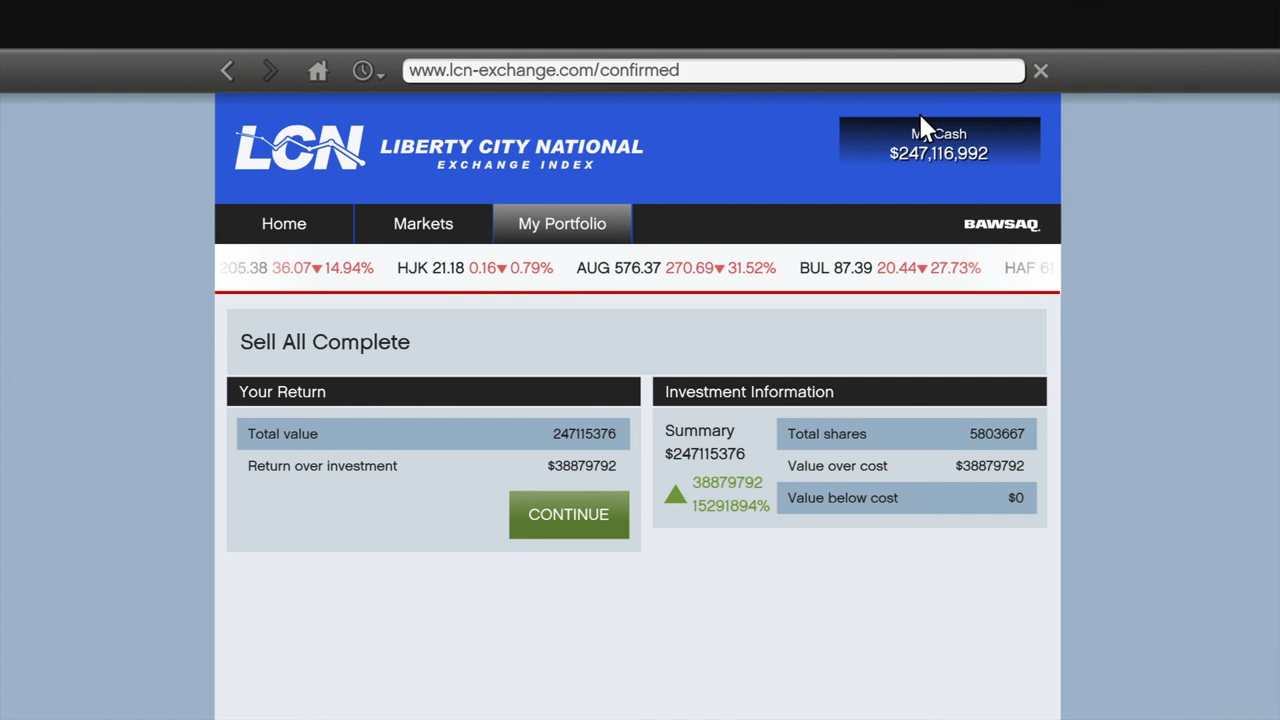 www.lcn-exchange.com/confirmed
LCN LIBERTY CITY NATIONAL
EXCHANGE INDEX
Cash
$247,116,992
Home Markets My Portfolio BAWSAQ
205.38 36.07▼14.94% HJK 21.18 0.16▼0.79% AUG 576.37 270.69▼31.52% BUL 87.39 20.44▼27.73% HAF
Sell All Complete
Your Return
Total value 247115376
Return over investment $38879792
CONTINUE
Investment Information
Summary
$247115376
▲ 38879792
15291894%
Total shares 5803667
Value over cost $38879792
Value below cost $0